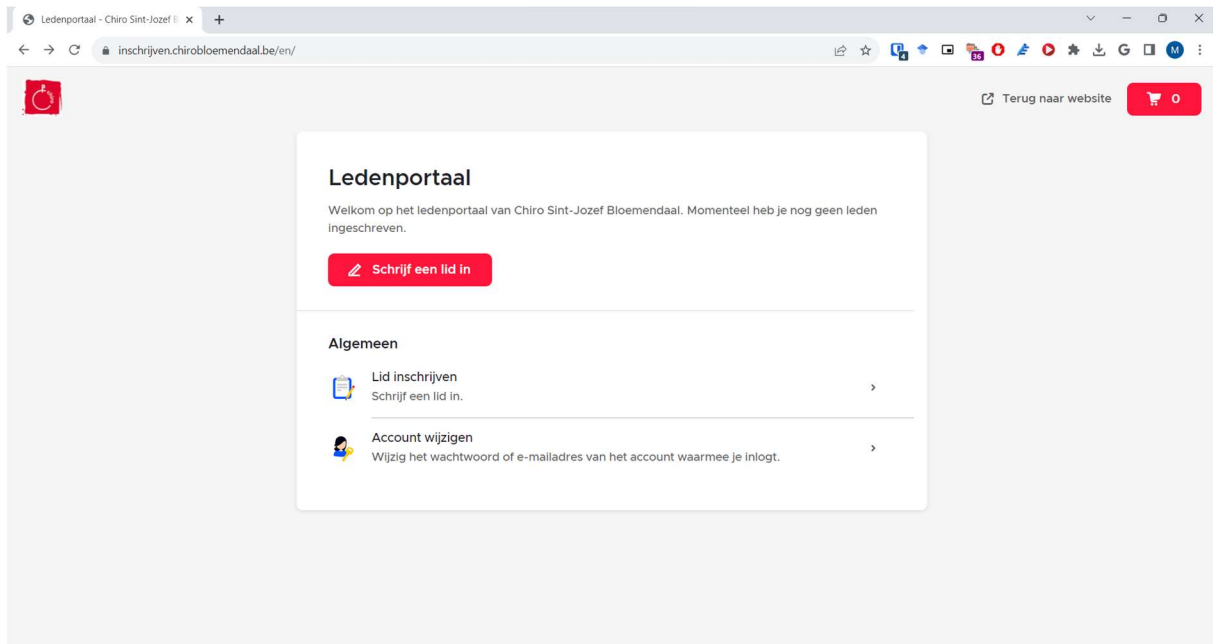 Ledenportaal - Chiro Sint-Jozef
inschrijven.chirobloemendaal.be/en/
4
36
G
M
Terug naar website
0
Ledenportaal
Welkom op het ledenportaal van Chiro Sint-Jozef Bloemendaal. Momenteel heb je nog geen leden
ingeschreven.
Schrijf een lid in
Algemeen
Lid inschrijven
Schrijf een lid in.
Account wijzigen
Wijzig het wachtwoord of e-mailadres van het account waarmee je inlogt.